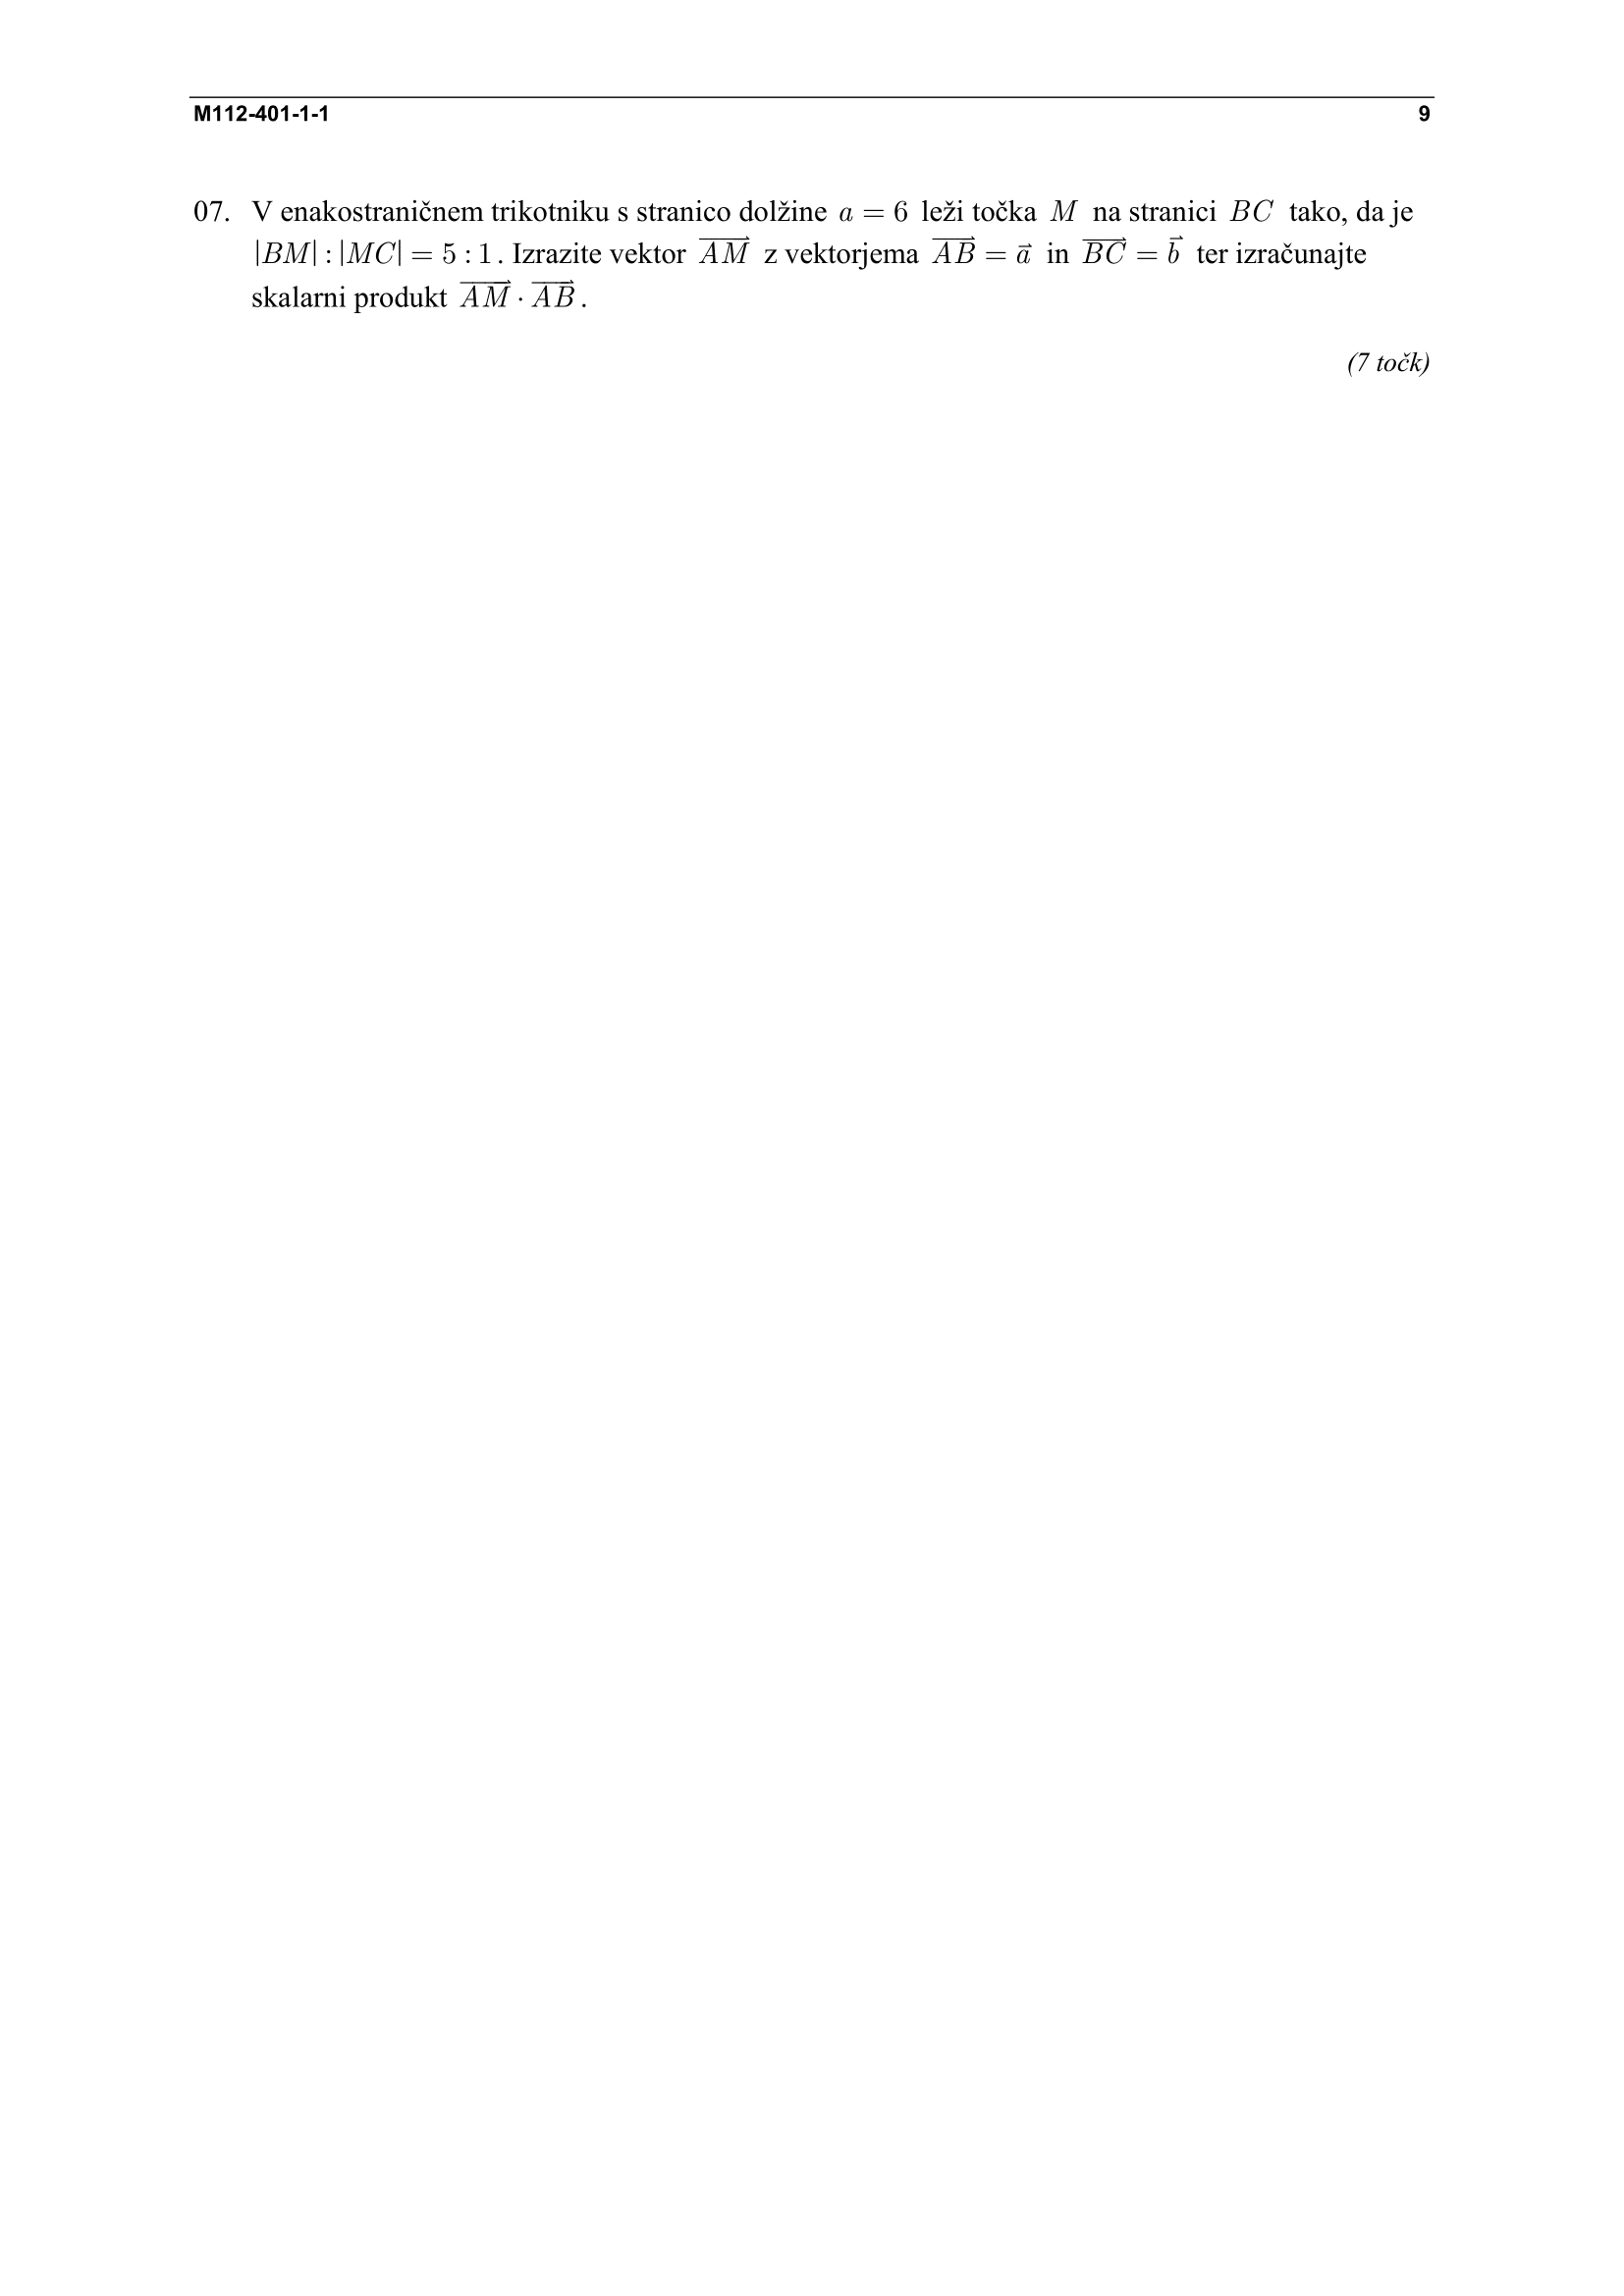 M112-401-1-1 9
07. V enakostraničnem trikotniku s stranico dolžine a = 6 leži točka M na stranici BC tako, da je
|BM| : |MC| = 5 : 1. Izrazite vektor \overrightarrow{AM} z vektorjema \overrightarrow{AB} = \vec{a} in \overrightarrow{BC} = \vec{b} ter izračunajte
skalarni produkt \overrightarrow{AM} · \overrightarrow{AB}.
(7 točk)